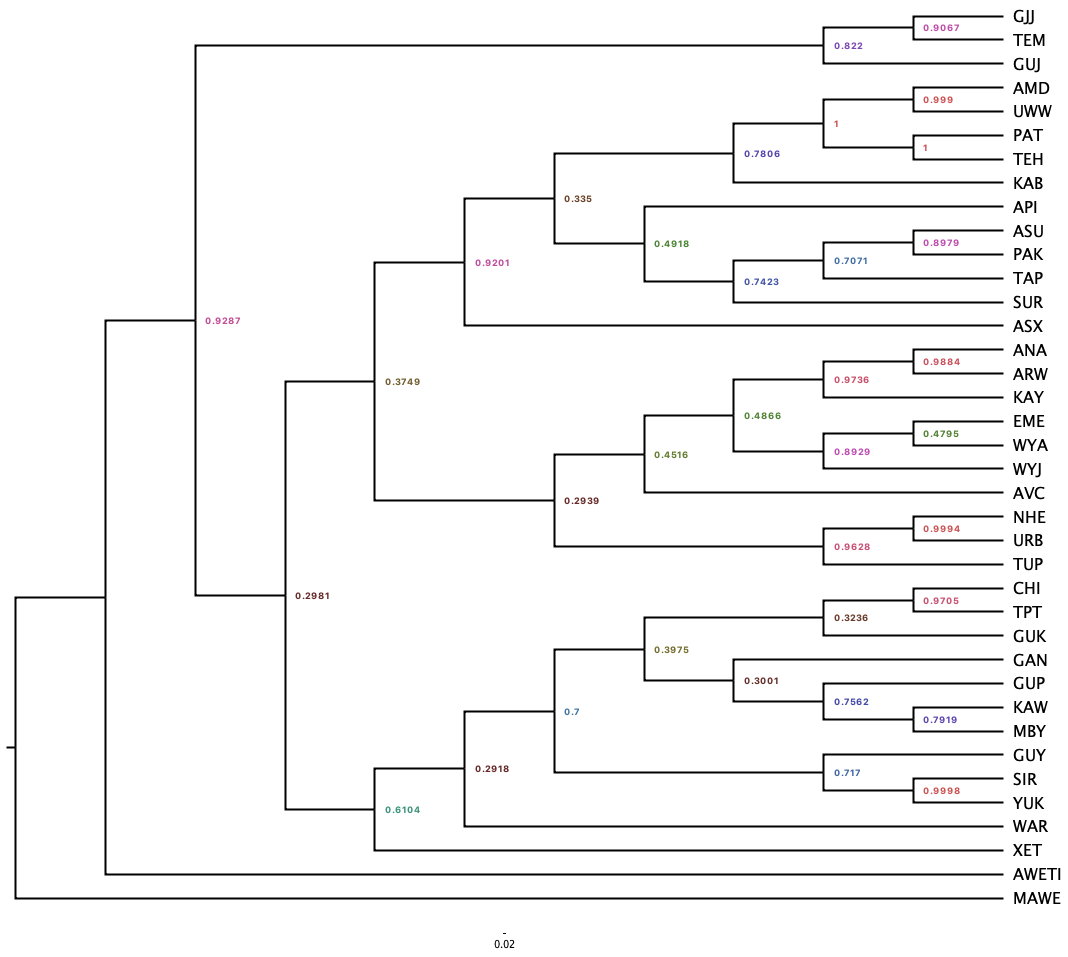 GJJ
0.9067
TEM
0.822
GUJ
AMD
0.999
UWW
1
PAT
1
TEH
0.7806
KAB
0.335
API
ASU
0.4918
0.8979
PAK
0.9201
0.7071
TAP
0.7423
SUR
0.9287
ASX
ANA
0.9884
ARW
0.3749
0.9736
KAY
0.4866
EME
0.4795
WYA
0.4516
0.8929
WYJ
AVC
0.2939
NHE
0.9994
URB
0.9628
TUP
CHI
0.2981
0.9705
TPT
0.3236
GUK
0.3975
GAN
0.3001
GUP
0.7562
KAW
0.7
0.7919
MBY
GUY
0.2918
0.717
SIR
0.9998
YUK
0.6104
WAR
XET
AWETI
MAWE
0.02